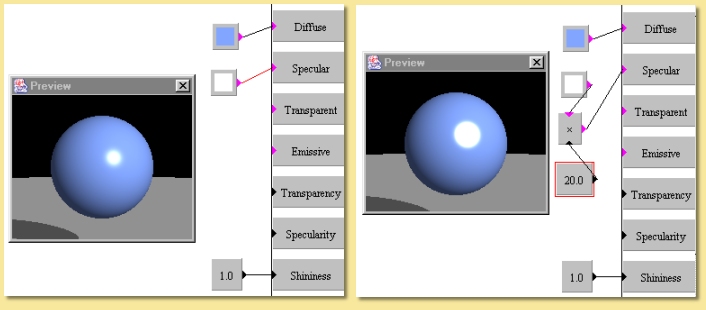 Diffuse
Specular
Preview
Transparent
Emissive
Transparency
Specularity
1.0
Shininess
Diffuse
Specular
Preview
Transparent
×
Emissive
20.0
Transparency
Specularity
1.0
Shininess